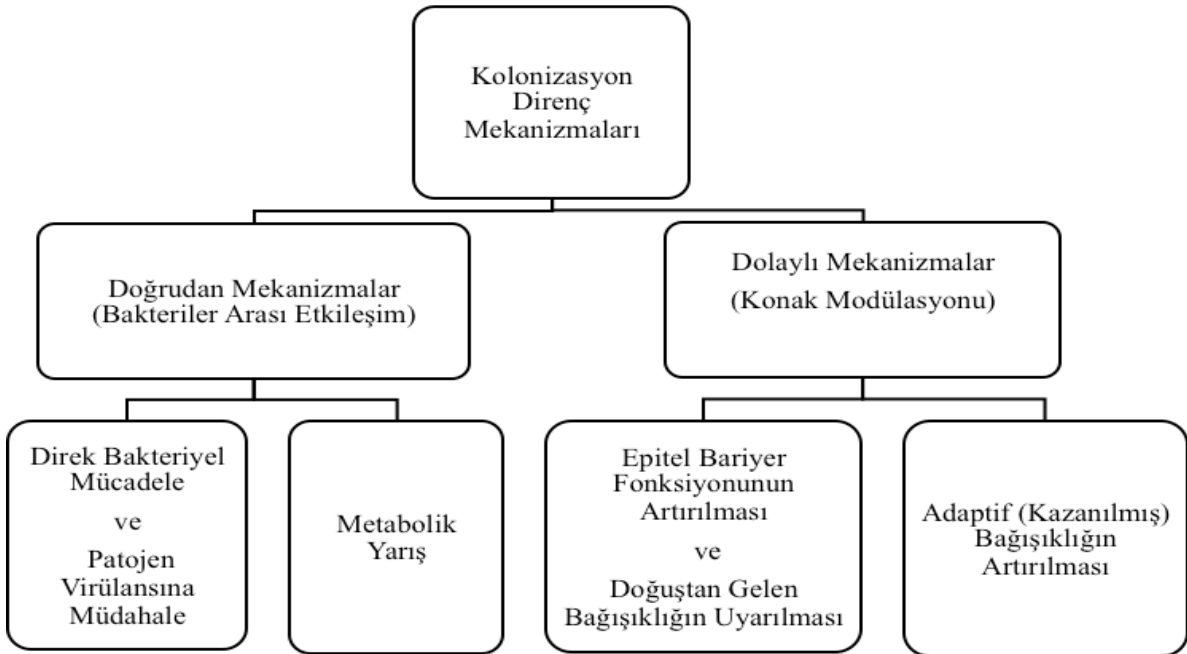 Kolonizasyon
Direnç
Mekanizmaları
Doğrudan Mekanizmalar
(Bakteriler Arası Etkileşim)
Dolaylı Mekanizmalar
(Konak Modülasyonu)
Direk Bakteriyel
Mücadele
ve
Patojen
Virülansına
Müdahale
Metabolik
Yarış
Epitel Bariyer
Fonksiyonunun
Artırılması
ve
Doğuştan Gelen
Bağışıklığın Uyarılması
Adaptif (Kazanılmış)
Bağışıklığın
Artırılması